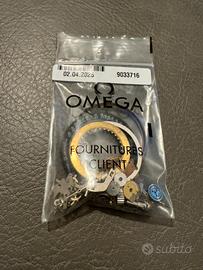 02.04.2025 9033716
Ω
OMEGA
FOURNITURES
CLIENT
subito